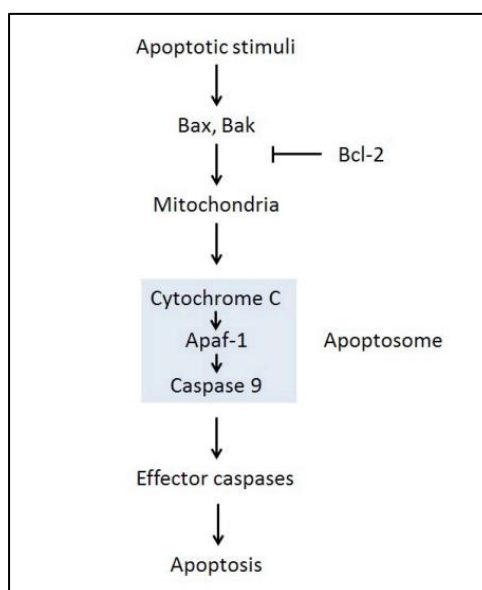 Apoptotic stimuli
Bax, Bak
Bcl-2
Mitochondria
Cytochrome C
Apaf-1
Apoptosome
Caspase 9
Effector caspases
Apoptosis